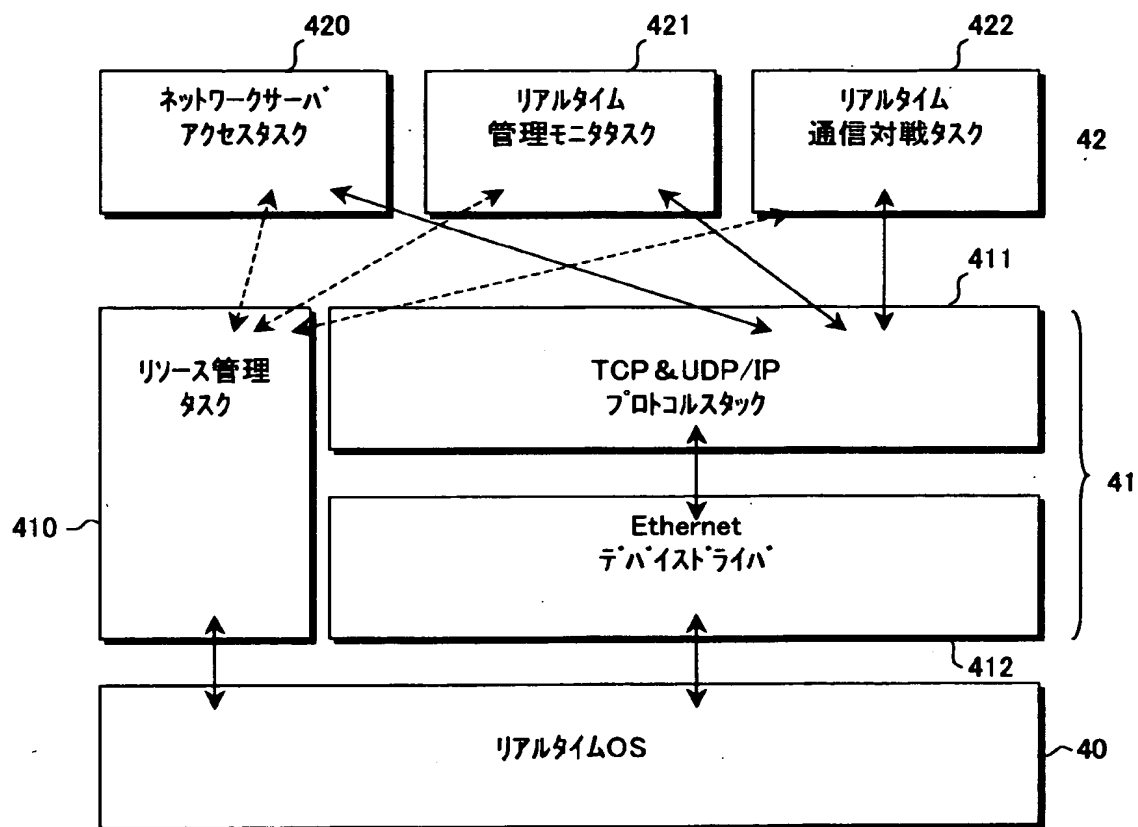 420
421
422
ﾈｯﾄﾜｰｸｻｰﾊﾞ
ｱｸｾｽﾀｽｸ
ﾘｱﾙﾀｲﾑ
管理ﾓﾆﾀﾀｽｸ
ﾘｱﾙﾀｲﾑ
通信対戦ﾀｽｸ
42
411
ﾘｿｰｽ管理
ﾀｽｸ
TCP＆UDP/IP
ﾌﾟﾛﾄｺﾙｽﾀｯｸ
41
410
Ethernet
ﾃﾞﾊﾞｲｽﾄﾞﾗｲﾊﾞ
412
ﾘｱﾙﾀｲﾑOS
40